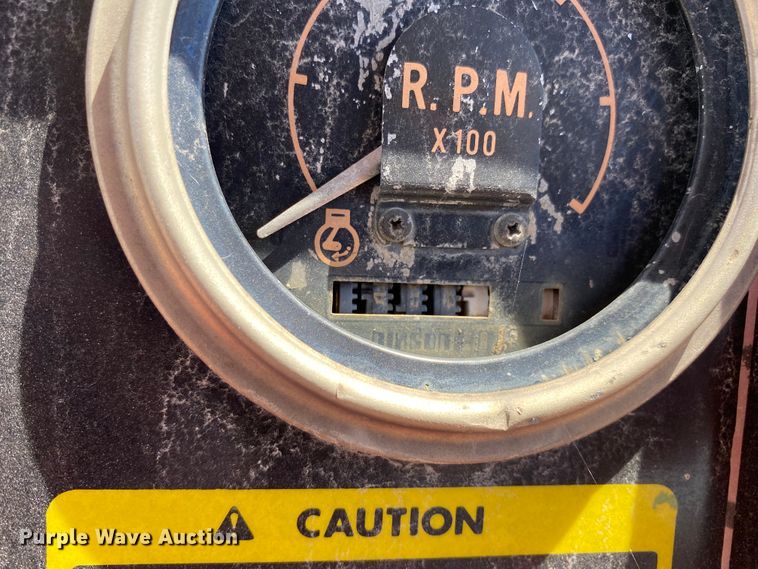 R.P.M.
X100
CAUTION
Purple Wave Auction